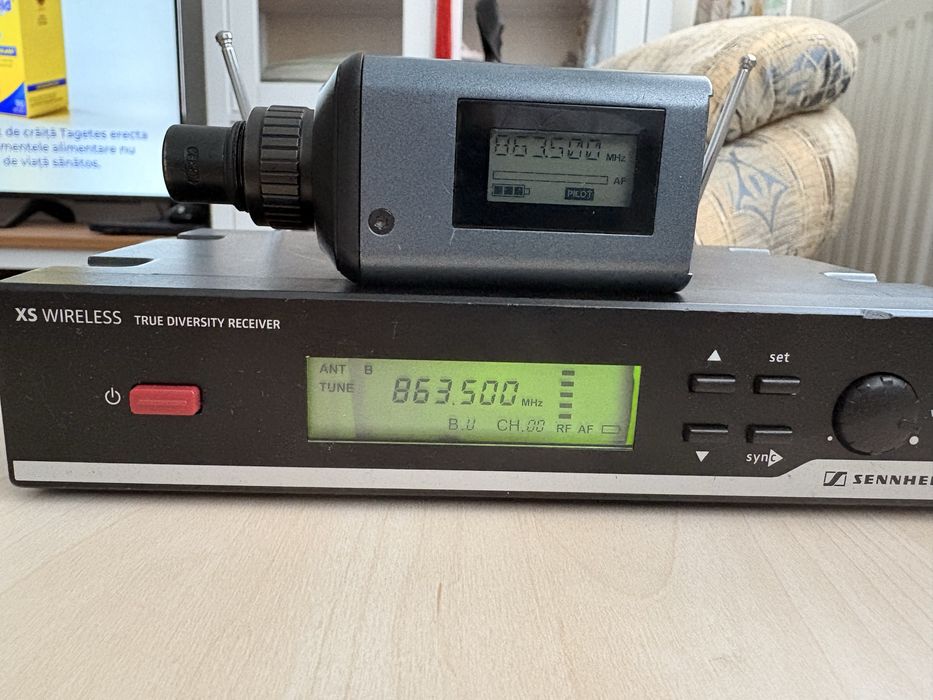 de crăiță Tagetes erecta
mentele alimentare nu
de viață sănătos.
863.500 MHz
AF
PILOT
XS WIRELESS TRUE DIVERSITY RECEIVER
ANT B
TUNE
863.500 MHz
B.U CH.00 RF AF
set
sync
SENNHE